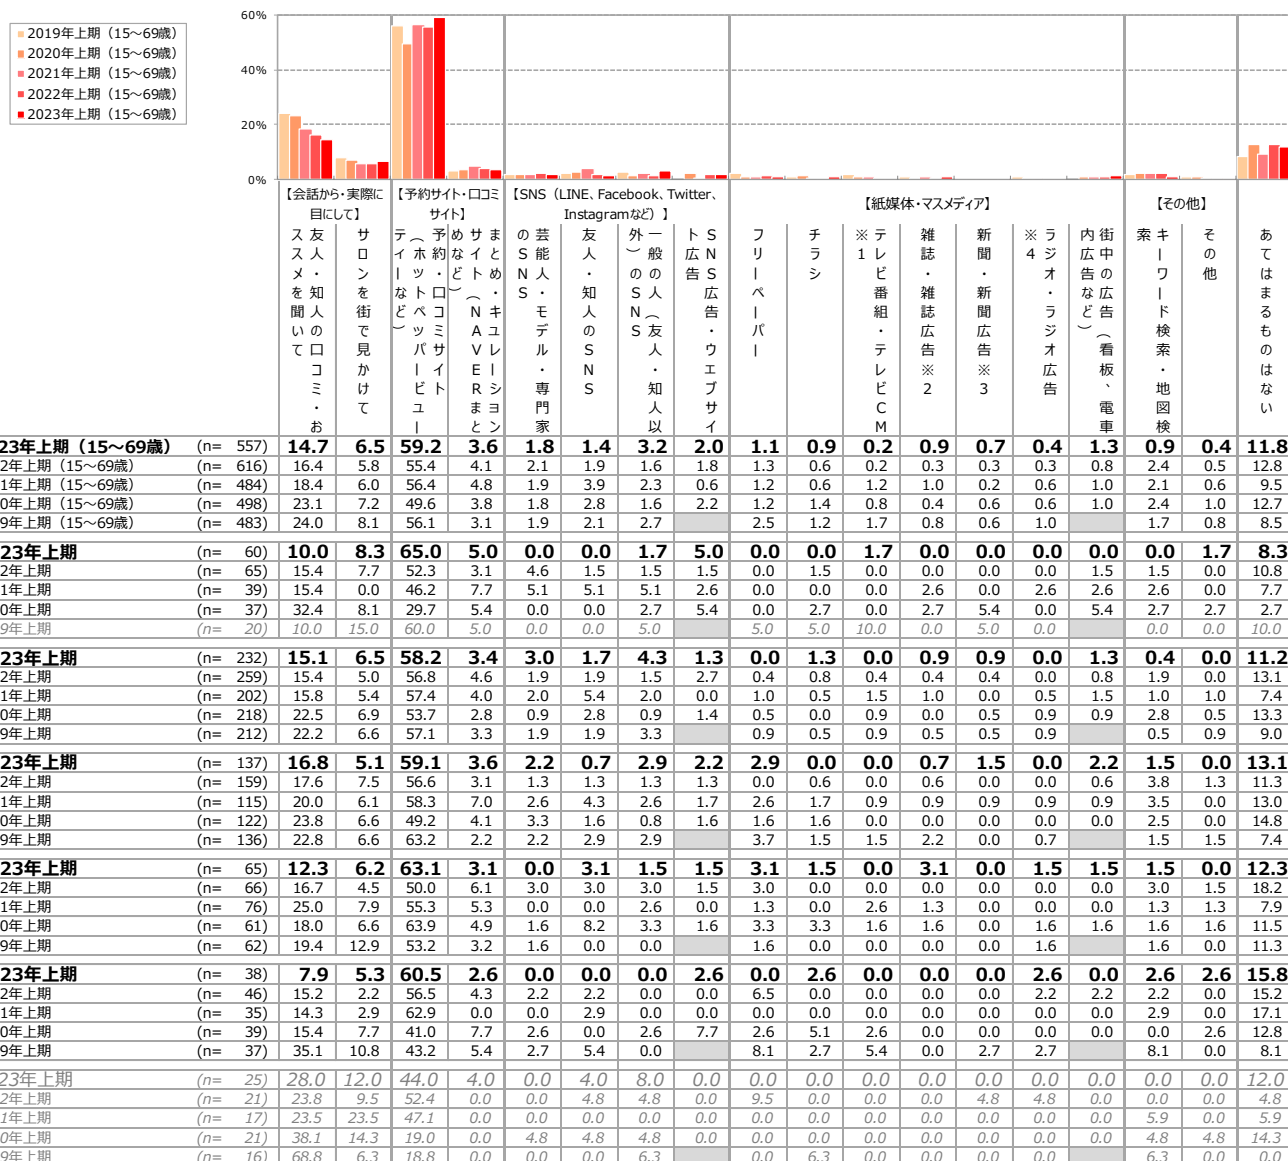 60%
40%
20%
0%
2019年上期（15～69歳）
2020年上期（15～69歳）
2021年上期（15～69歳）
2022年上期（15～69歳）
2023年上期（15～69歳）
【会話から・実際に目にして】
【予約サイト・口コミサイト】
【SNS（LINE、Facebook、Twitter、Instagramなど）】
【紙媒体・マスメディア】
【その他】
友人・知人の口コミ・おススメを聞いて
サロンを街で見かけて
予約・口コミサイト（ホットペッパービューティーなど）
まとめ・キュレーションサイト（NAVERまとめなど）
芸能人・モデル・専門家のSNS
友人・知人のSNS
一般の人（友人・知人以外）のSNS
SNS広告・ウエブサイト広告
フリーペーパー
チラシ
テレビ番組・テレビCM※1
雑誌・雑誌広告※2
新聞・新聞広告※3
ラジオ・ラジオ広告※4
街中の広告（看板、電車内広告など）
キーワード検索・地図検索
その他
あてはまるものはない
23年上期（15～69歳） (n= 557) 14.7 6.5 59.2 3.6 1.8 1.4 3.2 2.0 1.1 0.9 0.2 0.9 0.7 0.4 1.3 0.9 0.4 11.8
2年上期（15～69歳） (n= 616) 16.4 5.8 55.4 4.1 2.1 1.9 1.6 1.8 1.3 0.6 0.2 0.3 0.3 0.3 0.8 2.4 0.5 12.8
1年上期（15～69歳） (n= 484) 18.4 6.0 56.4 4.8 1.9 3.9 2.3 0.6 1.2 0.6 1.2 1.0 0.2 0.6 1.0 2.1 0.6 9.5
0年上期（15～69歳） (n= 498) 23.1 7.2 49.6 3.8 1.8 2.8 1.6 2.2 1.2 1.4 0.8 0.4 0.6 0.6 1.0 2.4 1.0 12.7
9年上期（15～69歳） (n= 483) 24.0 8.1 56.1 3.1 1.9 2.1 2.7 2.5 1.2 1.7 0.8 0.6 1.0 1.7 0.8 8.5
23年上期 (n= 60) 10.0 8.3 65.0 5.0 0.0 0.0 1.7 5.0 0.0 0.0 1.7 0.0 0.0 0.0 0.0 0.0 1.7 8.3
2年上期 (n= 65) 15.4 7.7 52.3 3.1 4.6 1.5 1.5 1.5 0.0 1.5 0.0 0.0 0.0 0.0 1.5 1.5 0.0 10.8
1年上期 (n= 39) 15.4 0.0 46.2 7.7 5.1 5.1 5.1 2.6 0.0 0.0 0.0 2.6 0.0 2.6 2.6 2.6 0.0 7.7
0年上期 (n= 37) 32.4 8.1 29.7 5.4 0.0 0.0 2.7 5.4 0.0 2.7 0.0 2.7 5.4 0.0 5.4 2.7 2.7 2.7
9年上期 (n= 20) 10.0 15.0 60.0 5.0 0.0 0.0 5.0 5.0 5.0 10.0 0.0 5.0 0.0 0.0 0.0 10.0
23年上期 (n= 232) 15.1 6.5 58.2 3.4 3.0 1.7 4.3 1.3 0.0 1.3 0.0 0.9 0.9 0.0 1.3 0.4 0.0 11.2
2年上期 (n= 259) 15.4 5.0 56.8 4.6 1.9 1.9 1.5 2.7 0.4 0.8 0.4 0.4 0.4 0.0 0.8 1.9 0.0 13.1
1年上期 (n= 202) 15.8 5.4 57.4 4.0 2.0 5.4 2.0 0.0 1.0 0.5 1.5 1.0 0.0 0.5 1.5 1.0 1.0 7.4
0年上期 (n= 218) 22.5 6.9 53.7 2.8 0.9 2.8 0.9 1.4 0.5 0.0 0.9 0.0 0.5 0.9 0.9 2.8 0.5 13.3
9年上期 (n= 212) 22.2 6.6 57.1 3.3 1.9 1.9 3.3 0.9 0.5 0.9 0.5 0.5 0.9 0.5 0.9 9.0
23年上期 (n= 137) 16.8 5.1 59.1 3.6 2.2 0.7 2.9 2.2 2.9 0.0 0.0 0.7 1.5 0.0 2.2 1.5 0.0 13.1
2年上期 (n= 159) 17.6 7.5 56.6 3.1 1.3 1.3 1.3 1.3 0.0 0.6 0.0 0.6 0.0 0.0 0.6 3.8 1.3 11.3
1年上期 (n= 115) 20.0 6.1 58.3 7.0 2.6 4.3 2.6 1.7 2.6 1.7 0.9 0.9 0.9 0.9 0.9 3.5 0.0 13.0
0年上期 (n= 122) 23.8 6.6 49.2 4.1 3.3 1.6 0.8 1.6 1.6 1.6 0.0 0.0 0.0 0.0 0.0 2.5 0.0 14.8
9年上期 (n= 136) 22.8 6.6 63.2 2.2 2.2 2.9 2.9 3.7 1.5 1.5 2.2 0.0 0.7 1.5 1.5 7.4
23年上期 (n= 65) 12.3 6.2 63.1 3.1 0.0 3.1 1.5 1.5 3.1 1.5 0.0 3.1 0.0 1.5 1.5 1.5 0.0 12.3
2年上期 (n= 66) 16.7 4.5 50.0 6.1 3.0 3.0 3.0 1.5 3.0 0.0 0.0 0.0 0.0 0.0 0.0 3.0 1.5 18.2
1年上期 (n= 76) 25.0 7.9 55.3 5.3 0.0 0.0 2.6 0.0 1.3 0.0 2.6 1.3 0.0 0.0 0.0 1.3 1.3 7.9
0年上期 (n= 61) 18.0 6.6 63.9 4.9 1.6 8.2 3.3 1.6 3.3 3.3 1.6 1.6 0.0 1.6 1.6 1.6 1.6 11.5
9年上期 (n= 62) 19.4 12.9 53.2 3.2 1.6 0.0 0.0 1.6 0.0 0.0 0.0 0.0 1.6 1.6 0.0 11.3
23年上期 (n= 38) 7.9 5.3 60.5 2.6 0.0 0.0 0.0 2.6 0.0 2.6 0.0 0.0 0.0 2.6 0.0 2.6 2.6 15.8
2年上期 (n= 46) 15.2 2.2 56.5 4.3 2.2 2.2 0.0 0.0 6.5 0.0 0.0 0.0 0.0 2.2 2.2 2.2 0.0 15.2
1年上期 (n= 35) 14.3 2.9 62.9 0.0 0.0 2.9 0.0 0.0 0.0 0.0 0.0 0.0 0.0 0.0 0.0 2.9 0.0 17.1
0年上期 (n= 39) 15.4 7.7 41.0 7.7 2.6 0.0 2.6 7.7 2.6 5.1 2.6 0.0 0.0 0.0 0.0 0.0 2.6 12.8
9年上期 (n= 37) 35.1 10.8 43.2 5.4 2.7 5.4 0.0 8.1 2.7 5.4 0.0 2.7 2.7 8.1 0.0 8.1
23年上期 (n= 25) 28.0 12.0 44.0 4.0 0.0 4.0 8.0 0.0 0.0 0.0 0.0 0.0 0.0 0.0 0.0 0.0 0.0 12.0
2年上期 (n= 21) 23.8 9.5 52.4 0.0 0.0 4.8 4.8 0.0 9.5 0.0 0.0 0.0 4.8 4.8 0.0 0.0 0.0 4.8
1年上期 (n= 17) 23.5 23.5 47.1 0.0 0.0 0.0 0.0 0.0 0.0 0.0 0.0 0.0 0.0 0.0 0.0 5.9 0.0 5.9
0年上期 (n= 21) 38.1 14.3 19.0 0.0 4.8 4.8 4.8 0.0 0.0 0.0 0.0 0.0 0.0 0.0 0.0 4.8 4.8 14.3
9年上期 (n= 16) 68.8 6.3 18.8 0.0 0.0 0.0 6.3 0.0 6.3 0.0 0.0 0.0 0.0 6.3 0.0 0.0